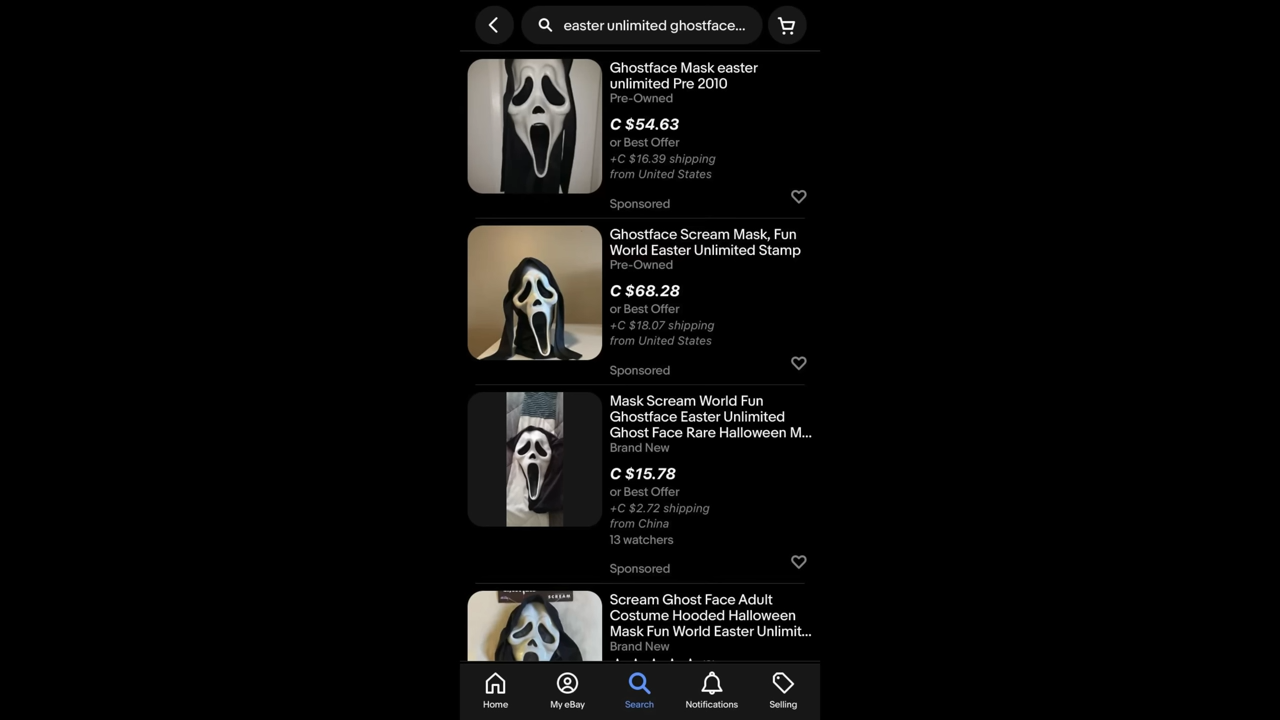 easter unlimited ghostface...
Ghostface Mask easter
unlimited Pre 2010
Pre-Owned
C $54.63
or Best Offer
+C $16.39 shipping
from United States
Sponsored
Ghostface Scream Mask, Fun
World Easter Unlimited Stamp
Pre-Owned
C $68.28
or Best Offer
+C $18.07 shipping
from United States
Sponsored
Mask Scream World Fun
Ghostface Easter Unlimited
Ghost Face Rare Halloween M...
Brand New
C $15.78
or Best Offer
+C $2.72 shipping
from China
13 watchers
Sponsored
SCREAM
Scream Ghost Face Adult
Costume Hooded Halloween
Mask Fun World Easter Unlimit...
Brand New
Home
My eBay
Search
Notifications
Selling